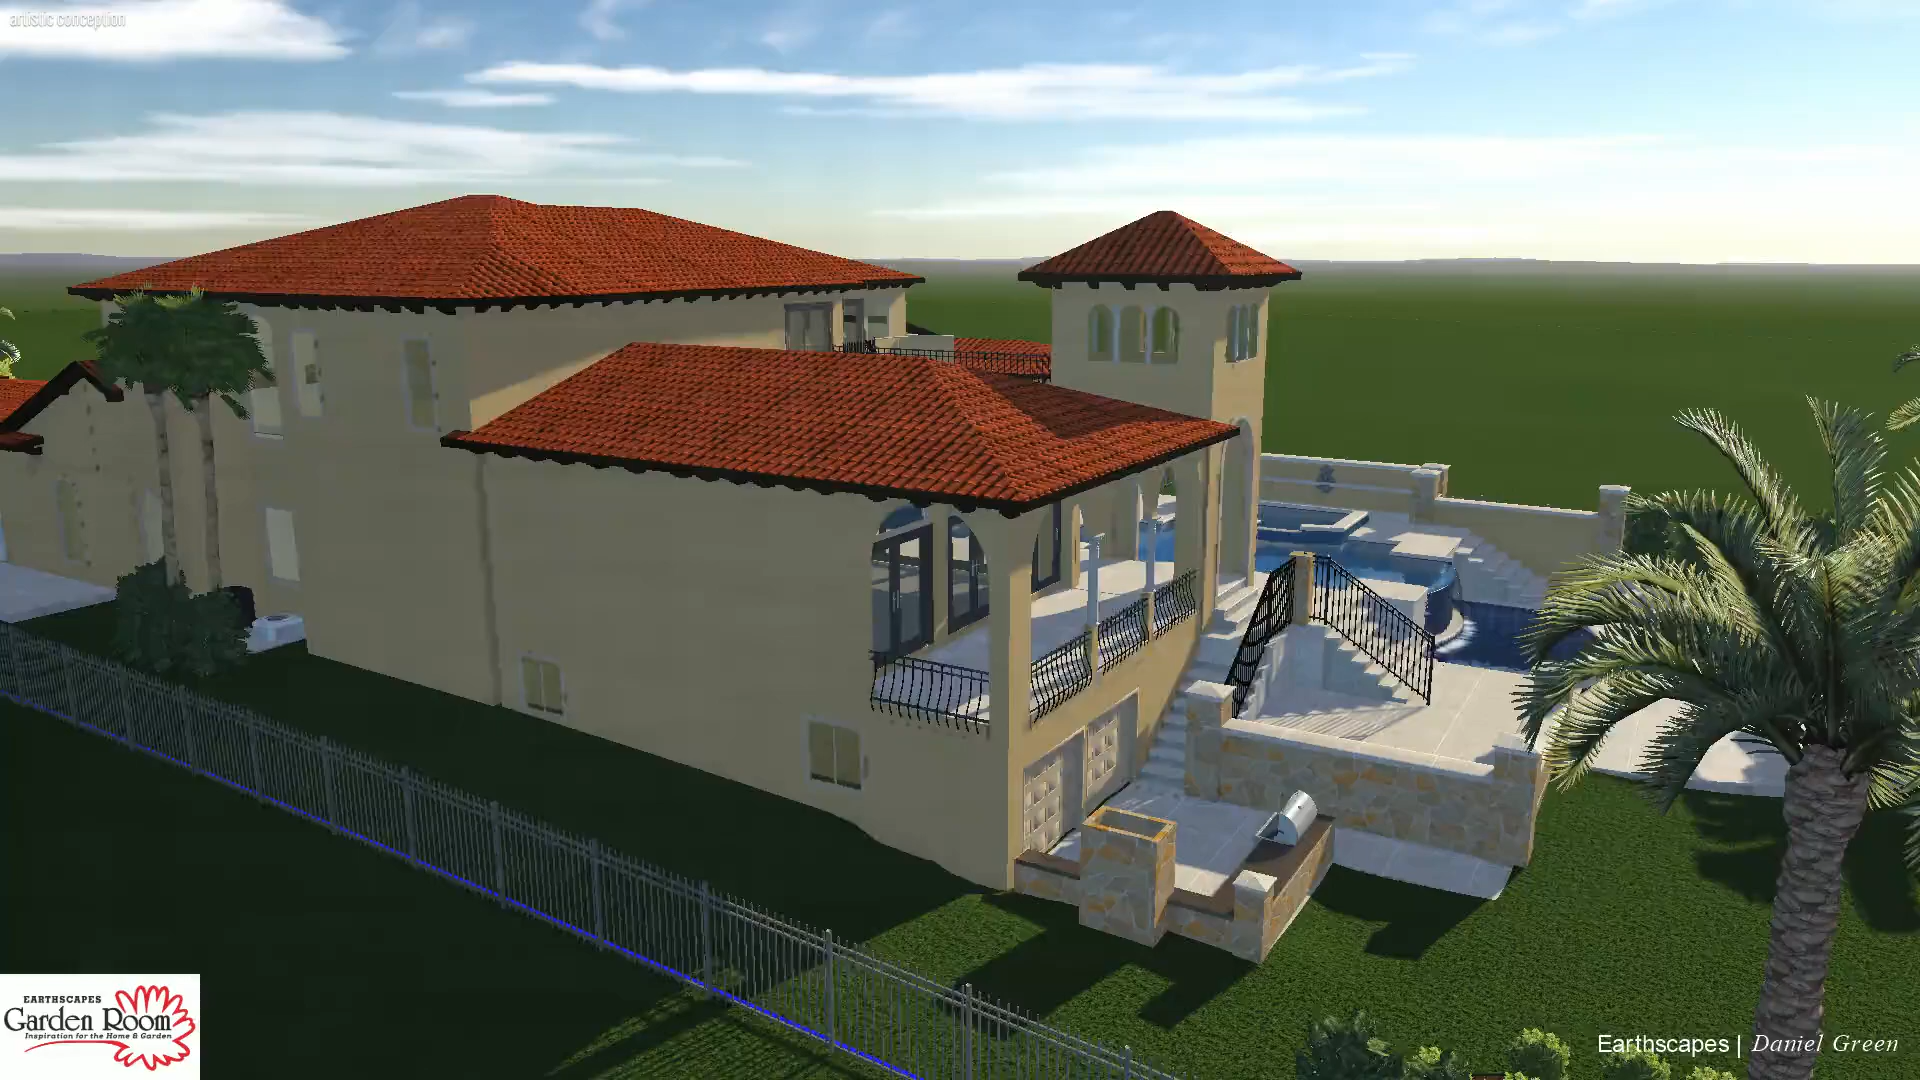 artistic conception
EARTHSCAPES
Garden Room
Inspiration for the Home & Garden
Earthscapes | Daniel Green